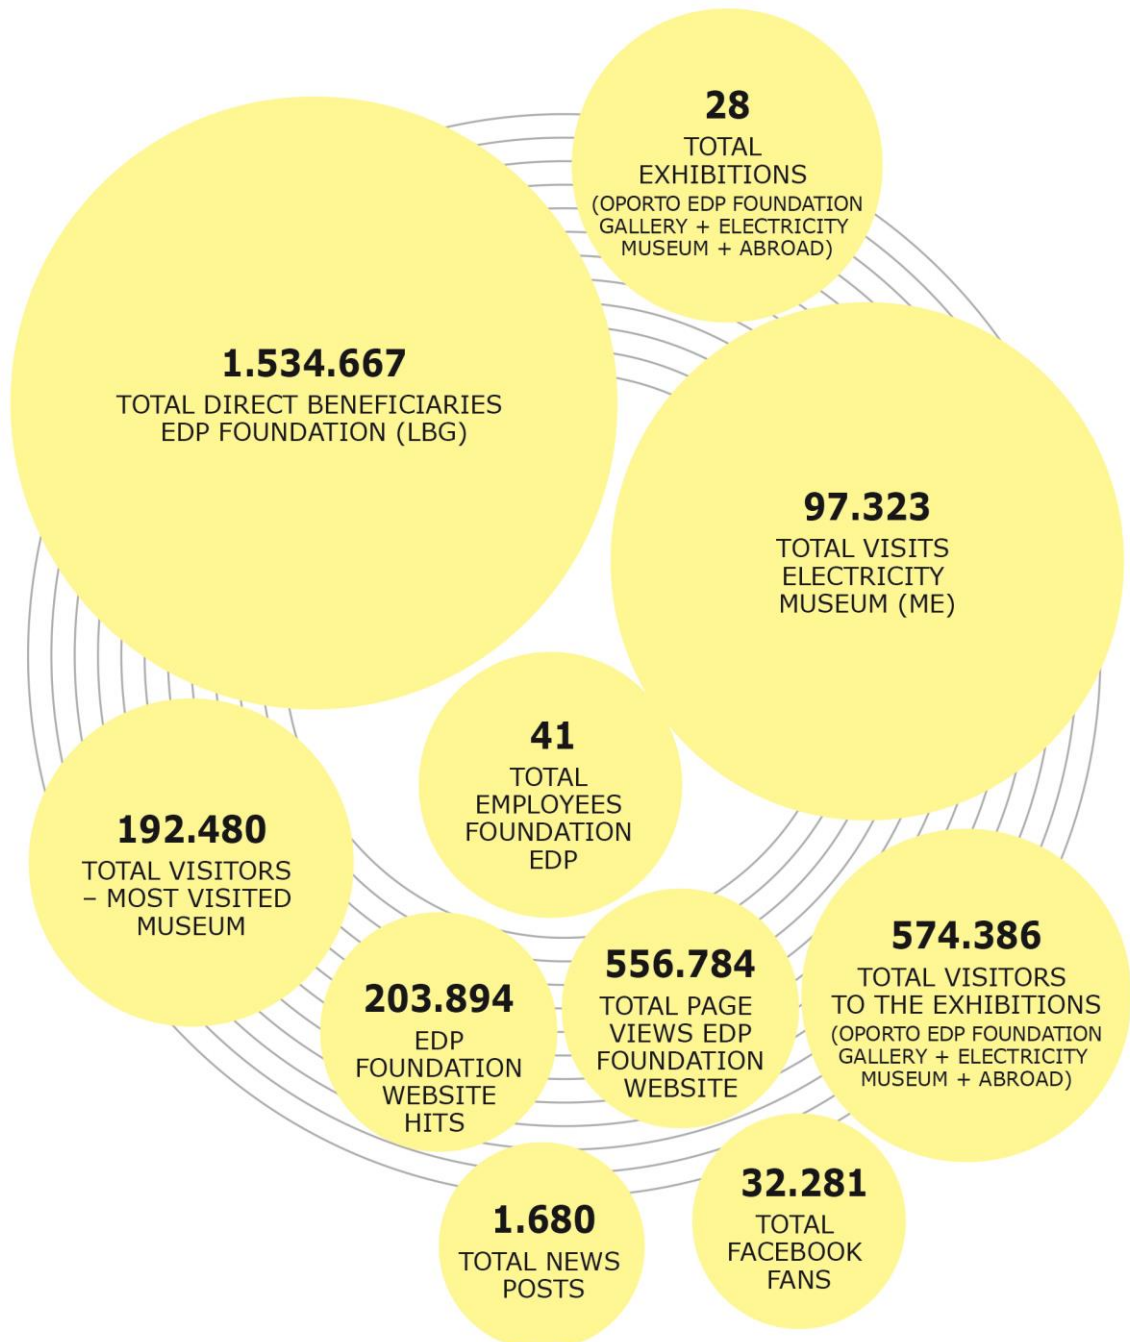 28
TOTAL
EXHIBITIONS
(OPORTO EDP FOUNDATION
GALLERY + ELECTRICITY
MUSEUM + ABROAD)
1.534.667
TOTAL DIRECT BENEFICIARIES
EDP FOUNDATION (LBG)
97.323
TOTAL VISITS
ELECTRICITY
MUSEUM (ME)
41
TOTAL
EMPLOYEES
FOUNDATION
EDP
192.480
TOTAL VISITORS
– MOST VISITED
MUSEUM
203.894
EDP
FOUNDATION
WEBSITE
HITS
556.784
TOTAL PAGE
VIEWS EDP
FOUNDATION
WEBSITE
574.386
TOTAL VISITORS
TO THE EXHIBITIONS
(OPORTO EDP FOUNDATION
GALLERY + ELECTRICITY
MUSEUM + ABROAD)
1.680
TOTAL NEWS
POSTS
32.281
TOTAL
FACEBOOK
FANS